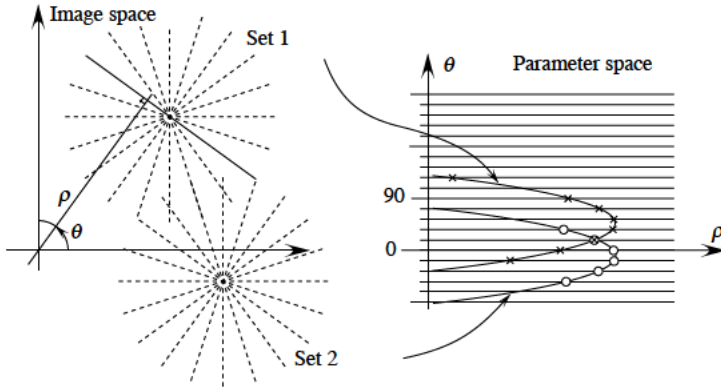 Image space
Set 1
ρ
θ
Set 2
θ
Parameter space
90
0
ρ